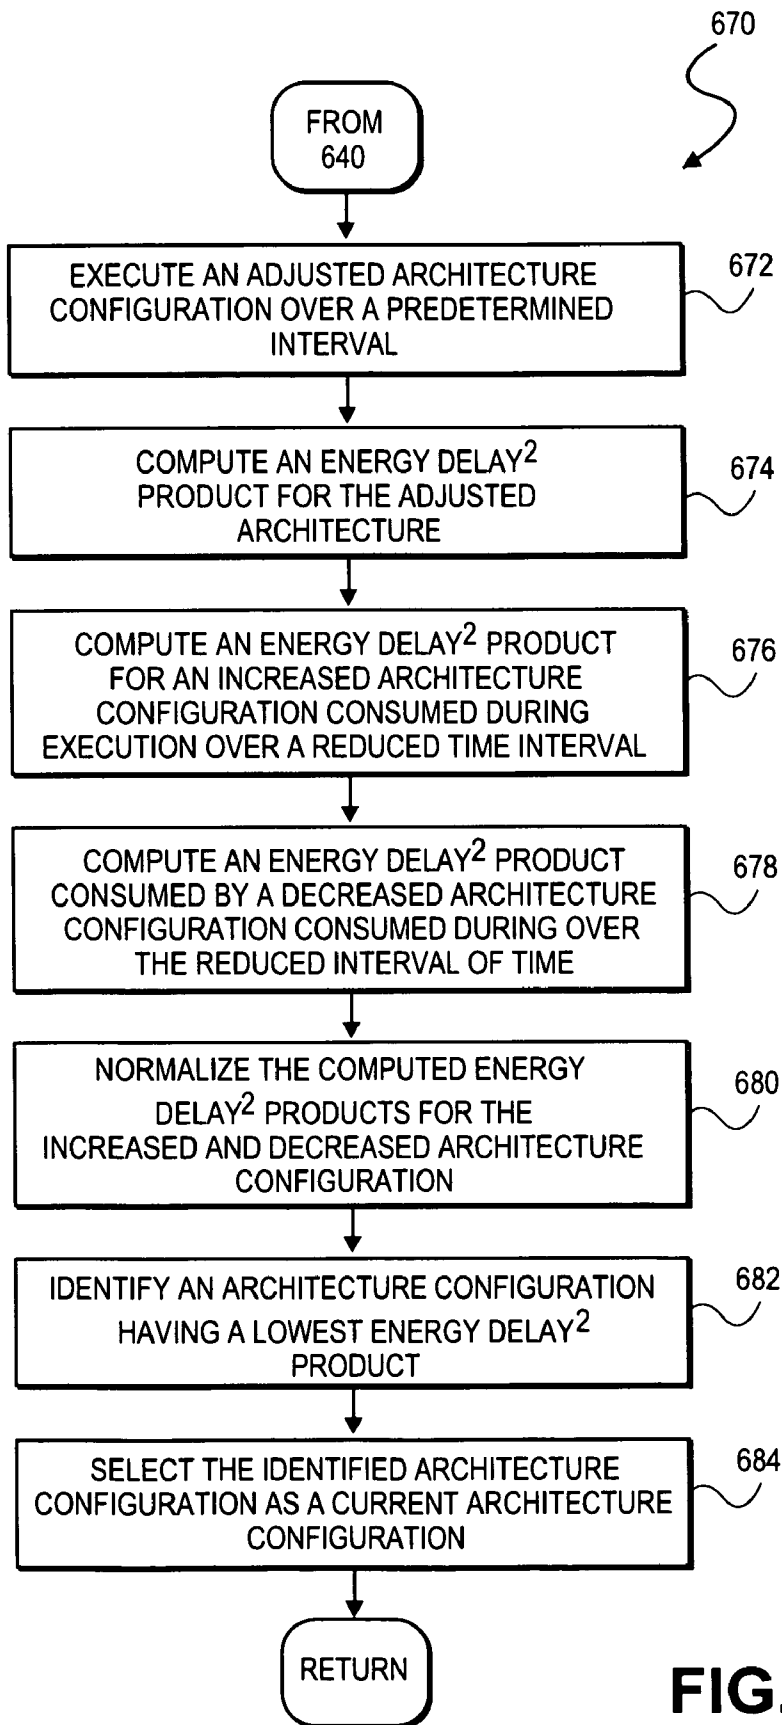 670
FROM
640
EXECUTE AN ADJUSTED ARCHITECTURE
CONFIGURATION OVER A PREDETERMINED
INTERVAL
672
COMPUTE AN ENERGY DELAY²
PRODUCT FOR THE ADJUSTED
ARCHITECTURE
674
COMPUTE AN ENERGY DELAY² PRODUCT
FOR AN INCREASED ARCHITECTURE
CONFIGURATION CONSUMED DURING
EXECUTION OVER A REDUCED TIME INTERVAL
676
COMPUTE AN ENERGY DELAY² PRODUCT
CONSUMED BY A DECREASED ARCHITECTURE
CONFIGURATION CONSUMED DURING OVER
THE REDUCED INTERVAL OF TIME
678
NORMALIZE THE COMPUTED ENERGY
DELAY² PRODUCTS FOR THE
INCREASED AND DECREASED ARCHITECTURE
CONFIGURATION
680
IDENTIFY AN ARCHITECTURE CONFIGURATION
HAVING A LOWEST ENERGY DELAY²
PRODUCT
682
SELECT THE IDENTIFIED ARCHITECTURE
CONFIGURATION AS A CURRENT ARCHITECTURE
CONFIGURATION
684
RETURN
FIG.